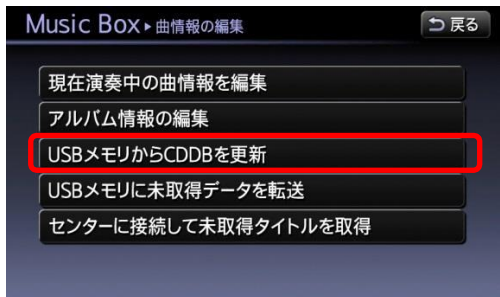 Music Box▸曲情報の編集
戻る
現在演奏中の曲情報を編集
アルバム情報の編集
USBメモリからCDDBを更新
USBメモリに未取得データを転送
センターに接続して未取得タイトルを取得